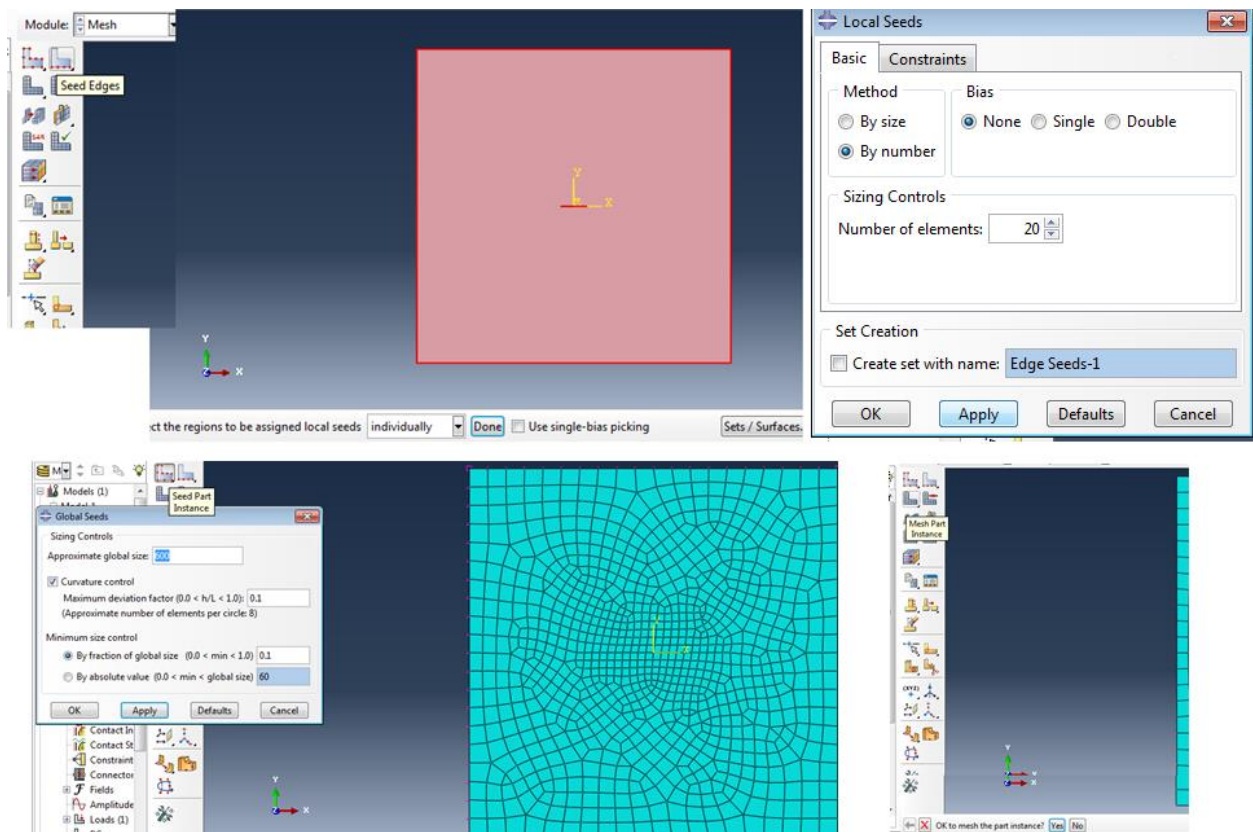 Module: Mesh
Seed Edges
Y
X
Y
X
ct the regions to be assigned local seeds individually Done Use single-bias picking Sets / Surfaces.
Local Seeds
Basic Constraints
Method Bias
By size None Single Double
By number
Sizing Controls
Number of elements: 20
Set Creation
Create set with name: Edge Seeds-1
OK Apply Defaults Cancel
M
Models (1)
Seed Part
Instance
Global Seeds
Sizing Controls
Approximate global size: 600
Curvature control
Maximum deviation factor (0.0 < h/L < 1.0): 0.1
(Approximate number of elements per circle: 8)
Minimum size control
By fraction of global size (0.0 < min < 1.0) 0.1
By absolute value (0.0 < min < global size) 60
OK Apply Defaults Cancel
Contact In
Contact St
Constraint
Connector
Fields
Amplitude
Loads (1)
Y
X
Mesh Part
Instance
Y
OK to mesh the part instance? Yes No